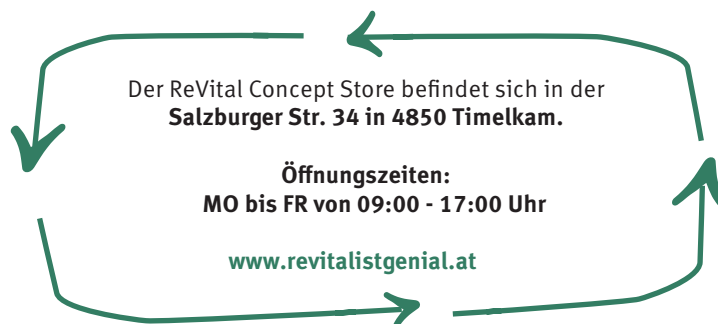 Der ReVital Concept Store befindet sich in der
Salzburger Str. 34 in 4850 Timelkam.
Öffnungszeiten:
MO bis FR von 09:00 - 17:00 Uhr
www.revitalistgenial.at